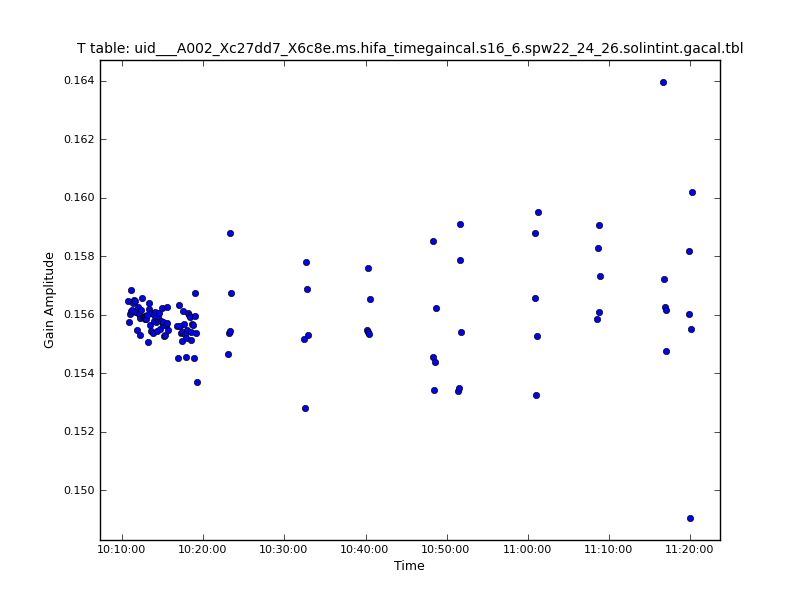 T table: uid___A002_Xc27dd7_X6c8e.ms.hifa_timegaincal.s16_6.spw22_24_26.solintint.gacal.tbl
Gain Amplitude
0.164
0.162
0.160
0.158
0.156
0.154
0.152
0.150
10:10:00 10:20:00 10:30:00 10:40:00 10:50:00 11:00:00 11:10:00 11:20:00
Time